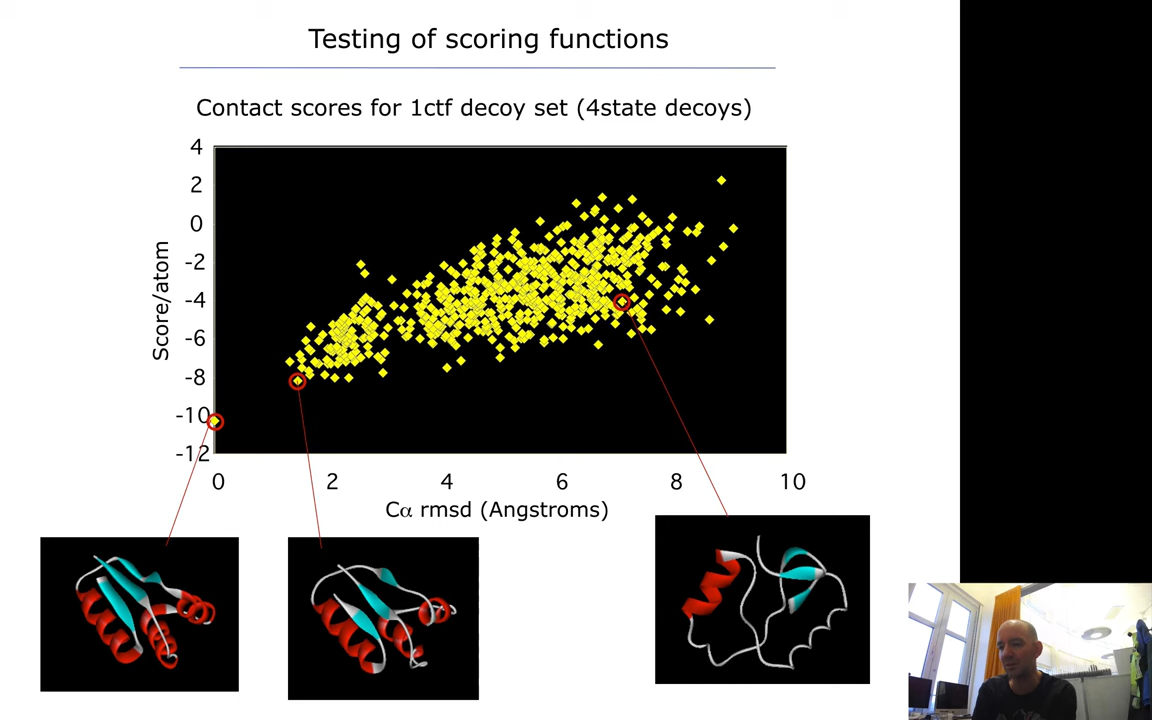 Testing of scoring functions
Contact scores for 1ctf decoy set (4state decoys)
4
2
0
-2
-4
-6
-8
-10
-12
Score/atom
0 2 4 6 8 10
Cα rmsd (Angstroms)